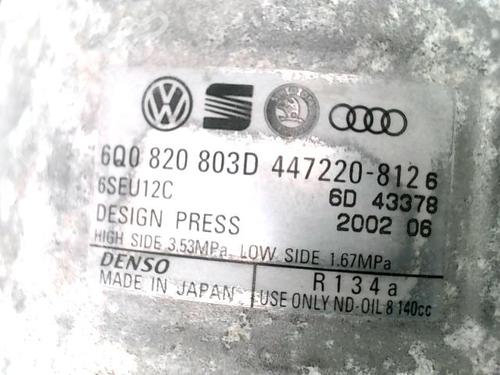 6Q0 820 803D 447220-8126
6SEU12C 6D 43378
DESIGN PRESS 2002 06
HIGH SIDE 3.53MPa, LOW SIDE 1.67MPa
DENSO R134a
MADE IN JAPAN USE ONLY ND-OIL 8 140cc